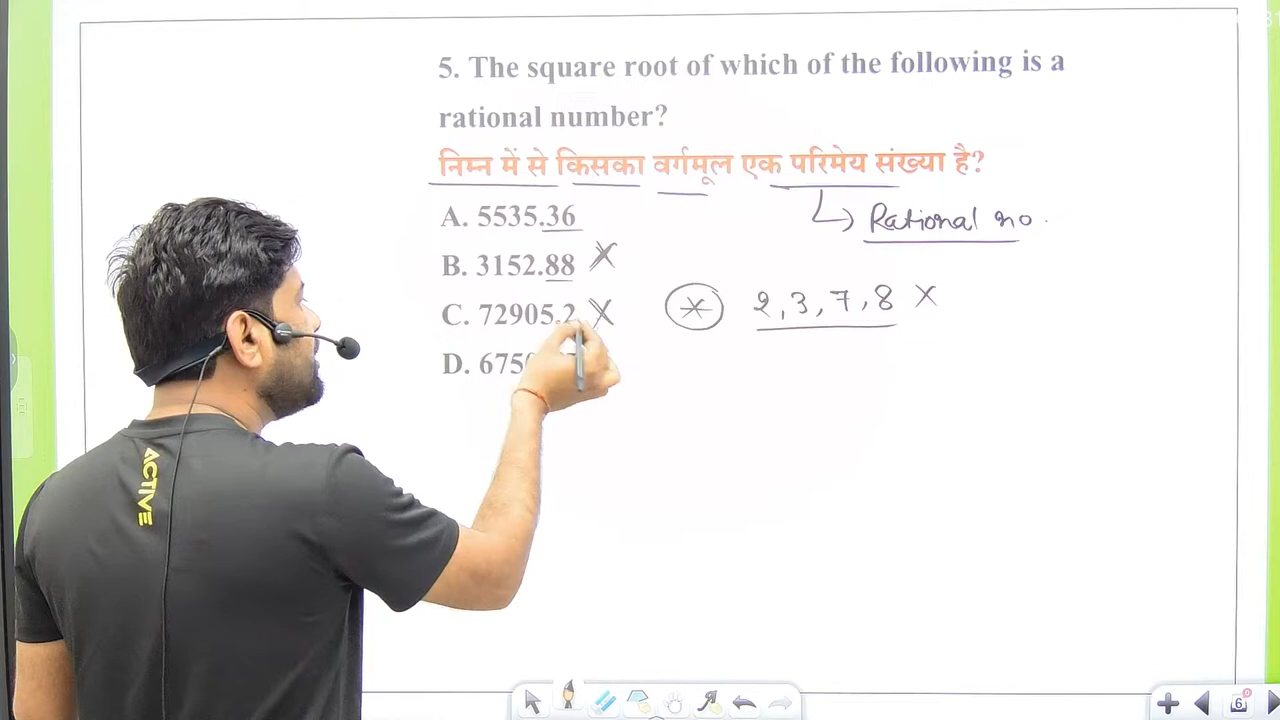 5. The square root of which of the following is a
rational number?
निम्न में से किसका वर्गमूल एक परिमेय संख्या है?
A. 5535.36
Rational no.
B. 3152.88
C. 72905.2
2, 3, 7, 8 ×
D.
ACTIVE
6